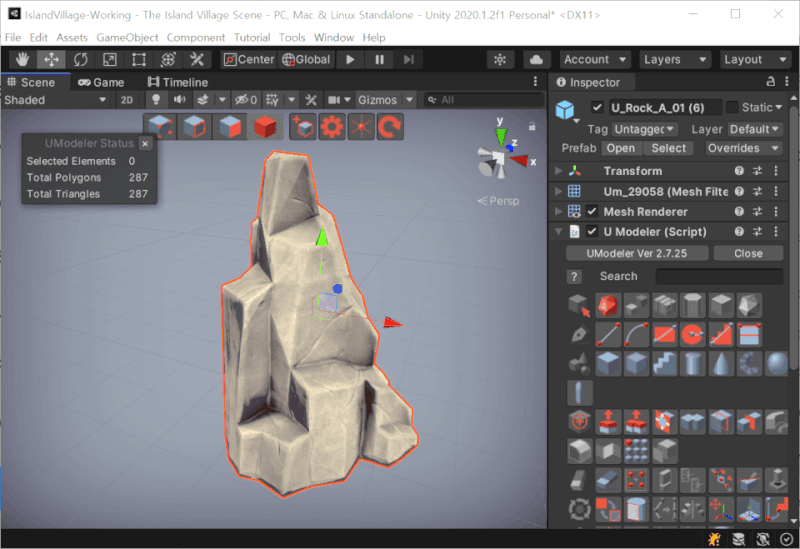 IslandVillage-Working - The Island Village Scene - PC, Mac & Linux Standalone - Unity 2020.1.2f1 Personal* <DX11>
File Edit Assets GameObject Component Tutorial Tools Window Help
Center Global Account Layers Layout
Scene Game Timeline
Shaded 2D 0 Gizmos All
UModeler Status
Selected Elements 0
Total Polygons 287
Total Triangles 287
y
z
x
Persp
Inspector
U_Rock_A_01 (6) Static
Tag Untagged Layer Default
Prefab Open Select Overrides
Transform
Um_29058 (Mesh Filte
Mesh Renderer
U Modeler (Script)
UModeler Ver 2.7.25 Close
? Search